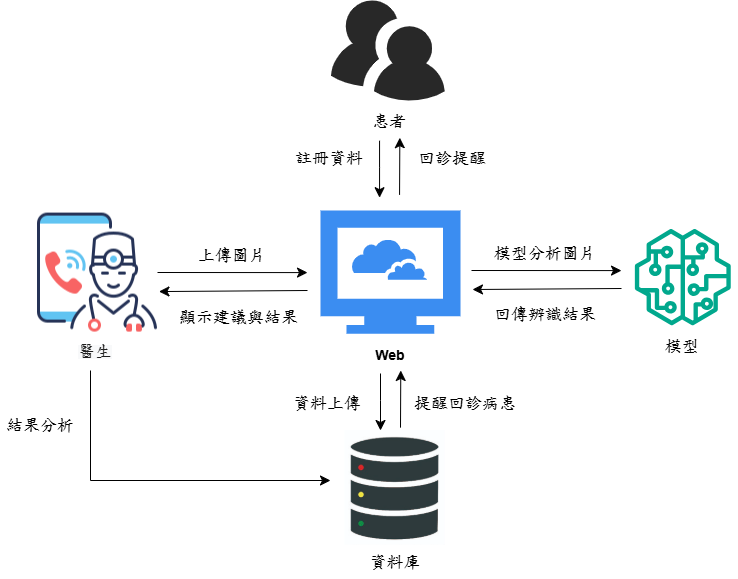 患者
註冊資料
回診提醒
上傳圖片
模型分析圖片
顯示建議與結果
回傳辨識結果
醫生
Web
模型
資料上傳
提醒回診病患
結果分析
資料庫